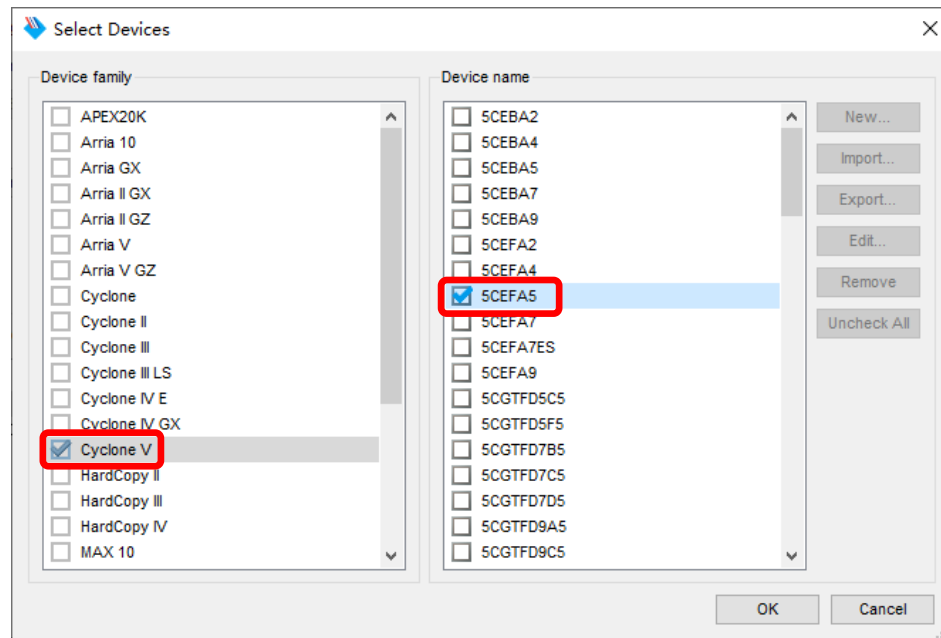 Select Devices
Device family
APEX20K
Arria 10
Arria GX
Arria II GX
Arria II GZ
Arria V
Arria V GZ
Cyclone
Cyclone II
Cyclone III
Cyclone III LS
Cyclone IV E
Cyclone IV GX
Cyclone V
HardCopy II
HardCopy III
HardCopy IV
MAX 10
Device name
5CEBA2
5CEBA4
5CEBA5
5CEBA7
5CEBA9
5CEFA2
5CEFA4
5CEFA5
5CEFA7
5CEFA7ES
5CEFA9
5CGTFD5C5
5CGTFD5F5
5CGTFD7B5
5CGTFD7C5
5CGTFD7D5
5CGTFD9A5
5CGTFD9C5
New...
Import...
Export...
Edit...
Remove
Uncheck All
OK
Cancel